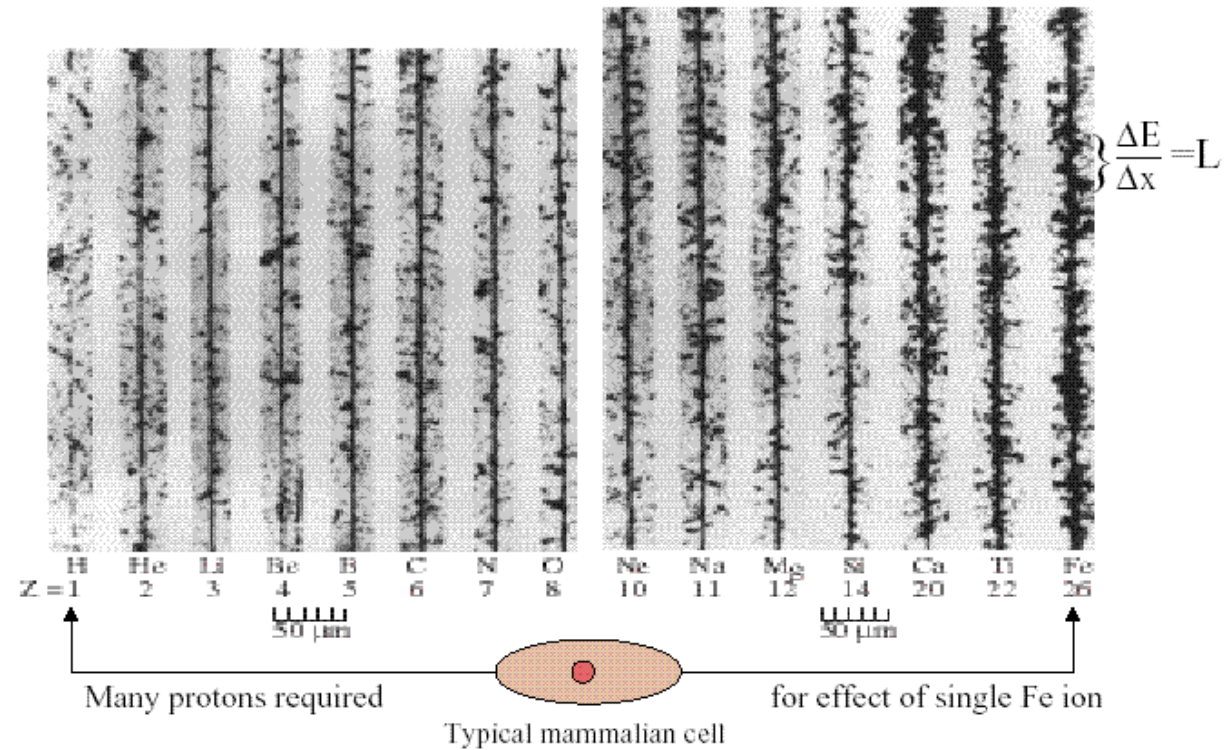 ΔE
Δx
=L
H He Li Be B C N O Ne Na Mg Si Ca Ti Fe
Z = 1 2 3 4 5 6 7 8 10 11 12 14 20 22 26
50 μm 50 μm
Many protons required for effect of single Fe ion
Typical mammalian cell